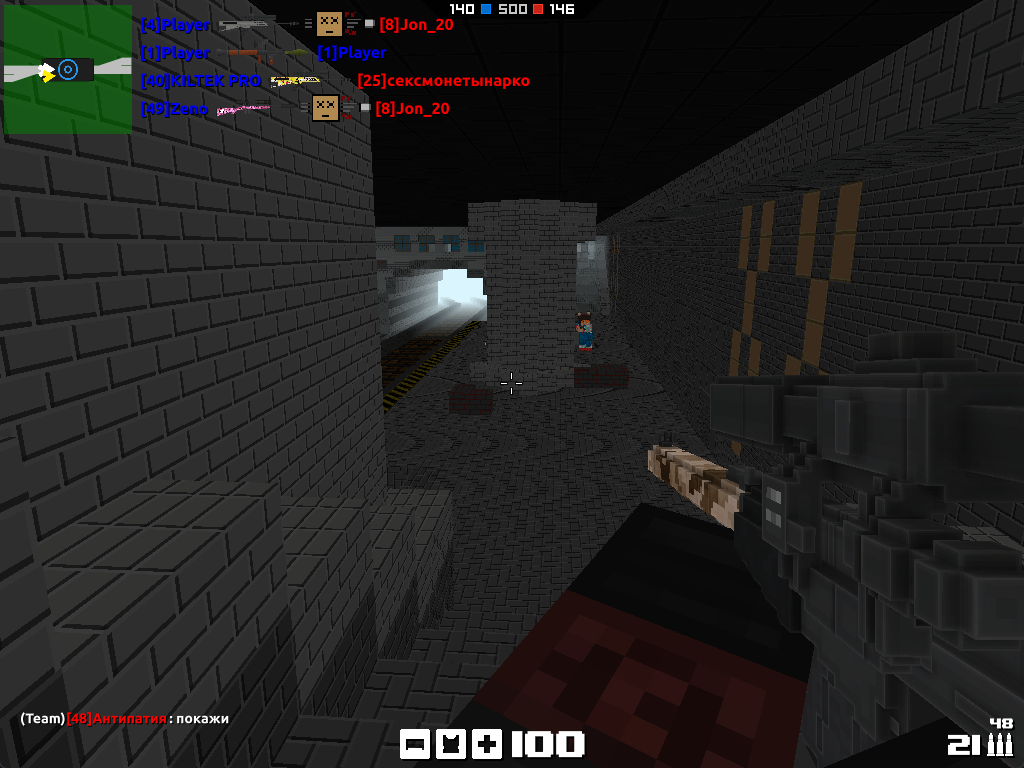 140 500 146
[4]Player [8]Jon_20
[1]Player [1]Player
[40]KILTEK PRO [25]сексмонетынарко
[49]Zeno [8]Jon_20
(Team)[48]Антипатия: покажи
100
48
21